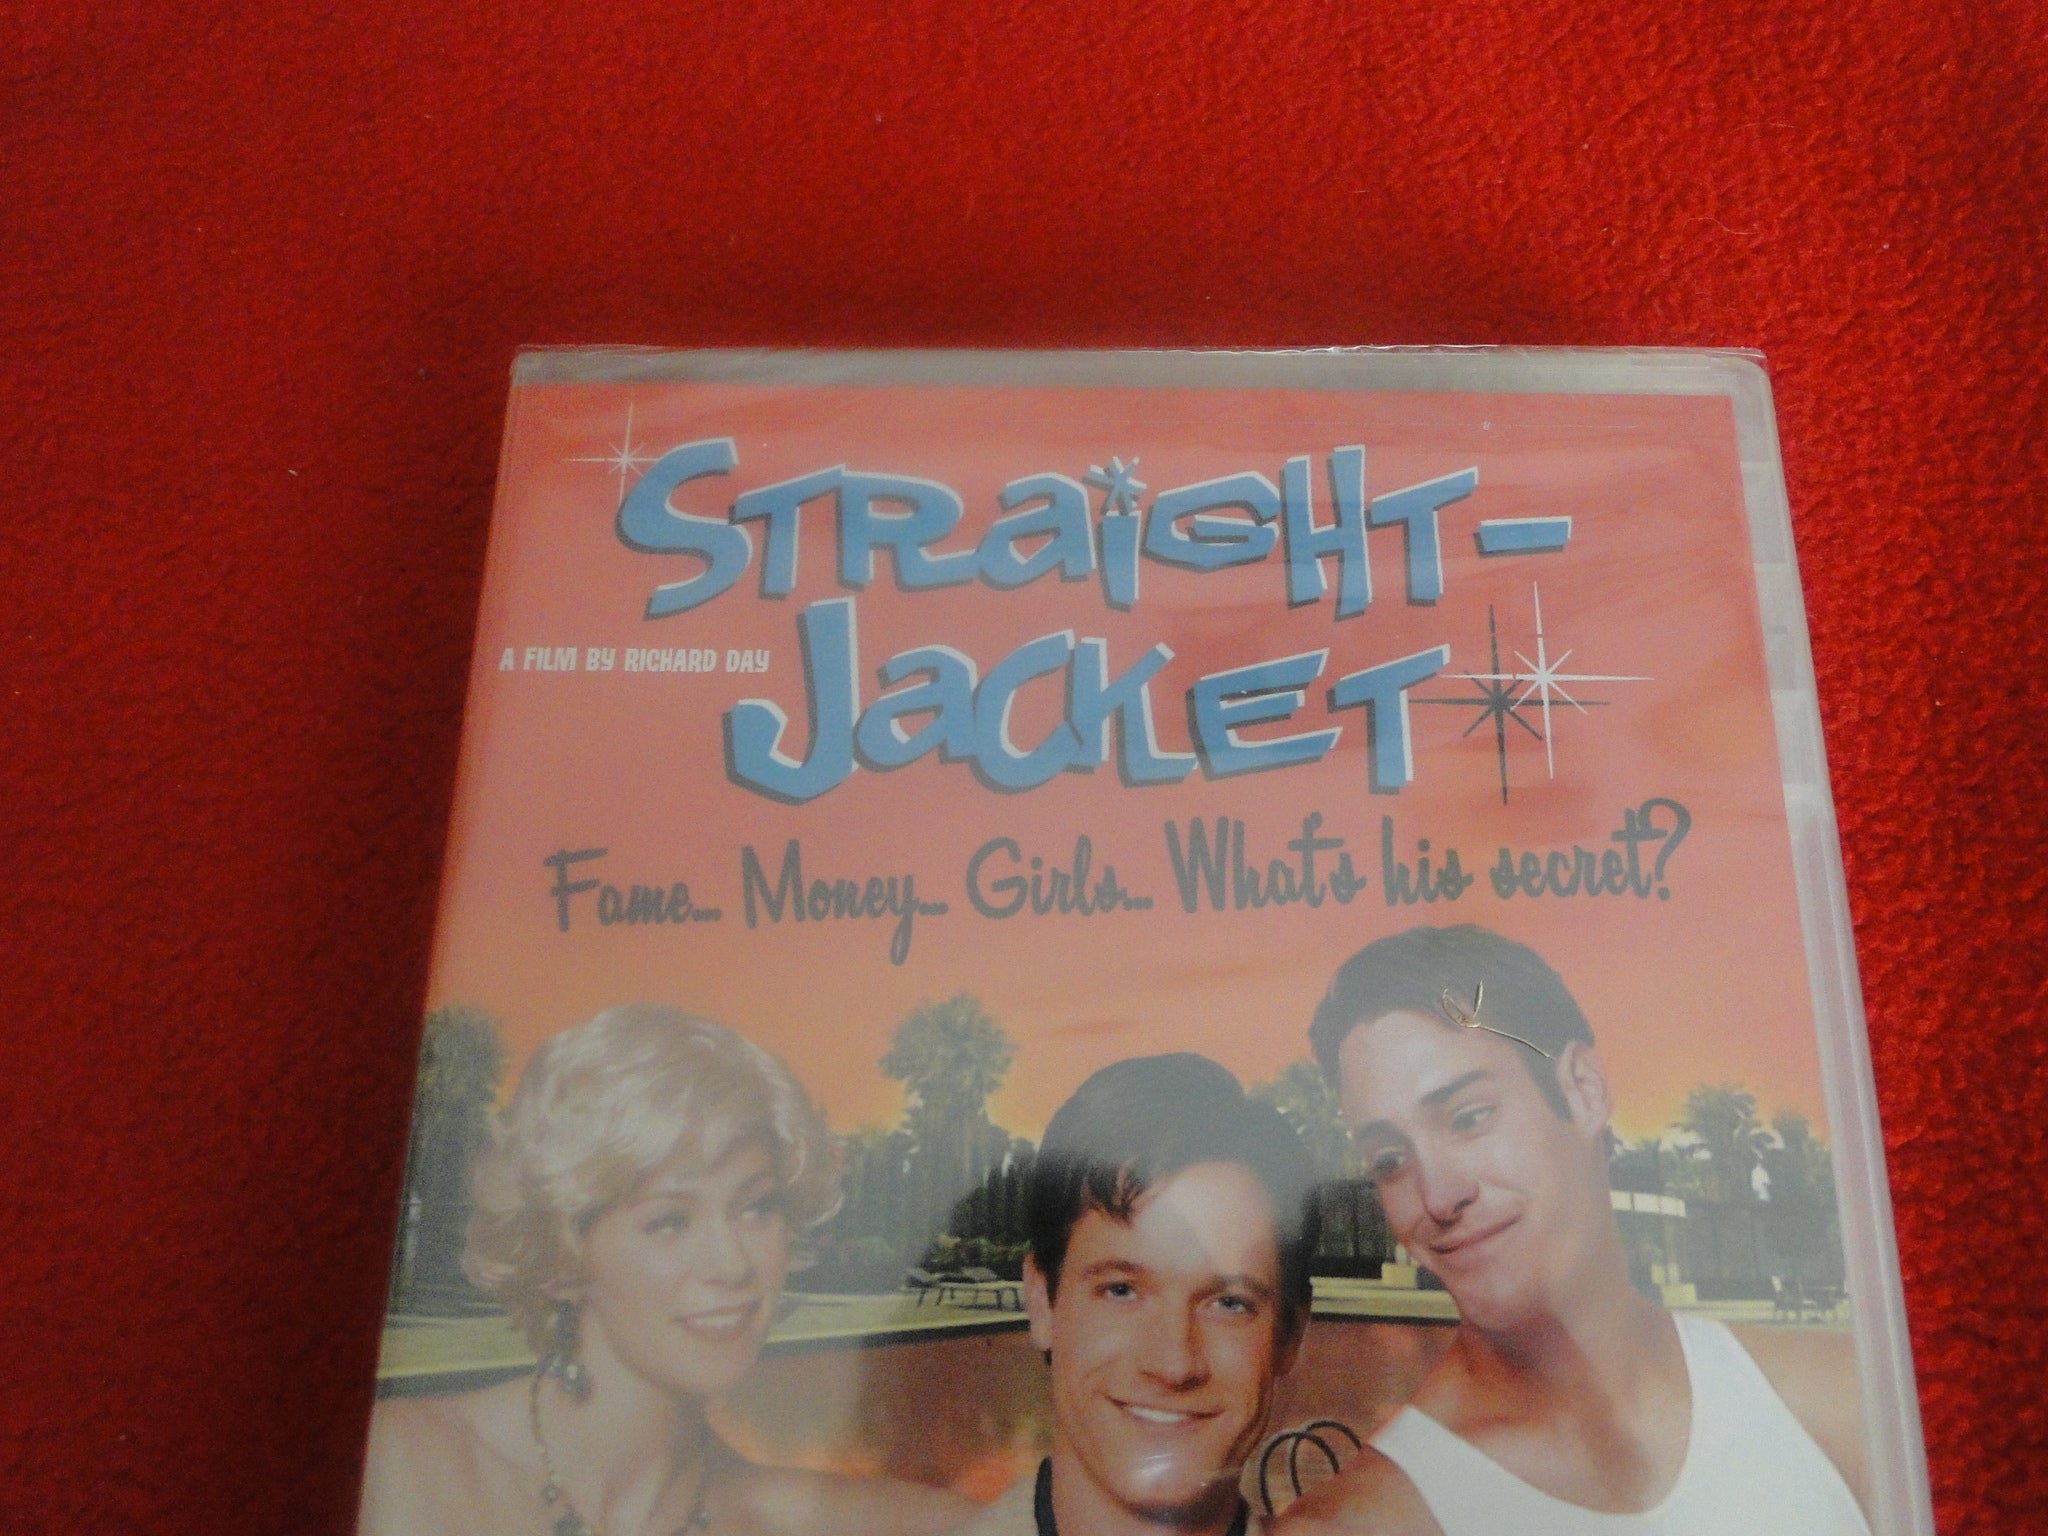 STRAIGHT-
A FILM BY RICHARD DAY
JACKET
Fame... Money... Girls... What's his secret?